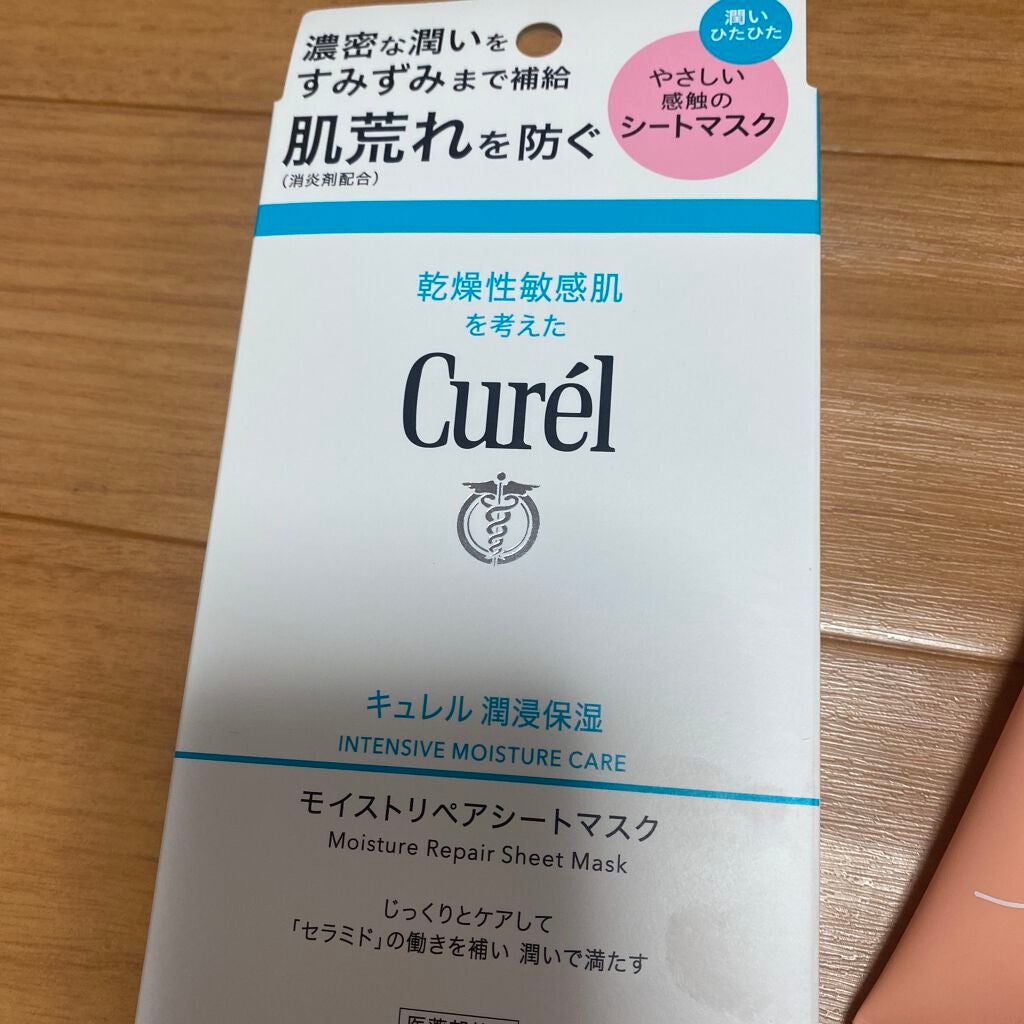 濃密な潤いを
すみずみまで補給
肌荒れを防ぐ
(消炎剤配合)
潤い
ひたひた
やさしい
感触の
シートマスク
乾燥性敏感肌
を考えた
Curél
キュレル 潤浸保湿
INTENSIVE MOISTURE CARE
モイストリペアシートマスク
Moisture Repair Sheet Mask
じっくりとケアして
「セラミド」の働きを補い 潤いで満たす